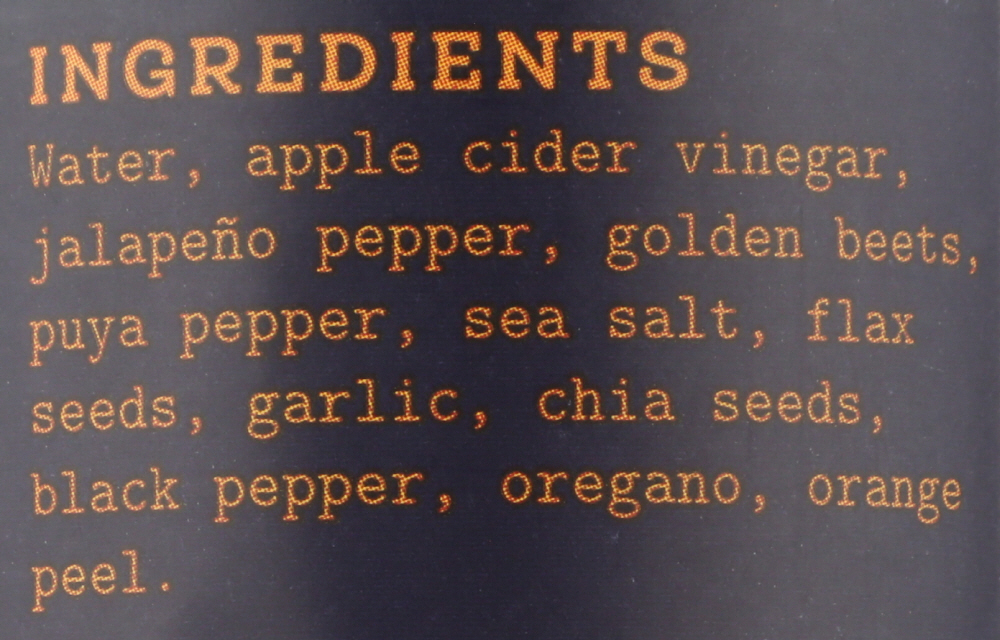 INGREDIENTS
Water, apple cider vinegar,
jalapeño pepper, golden beets,
puya pepper, sea salt, flax
seeds, garlic, chia seeds,
black pepper, oregano, orange
peel.